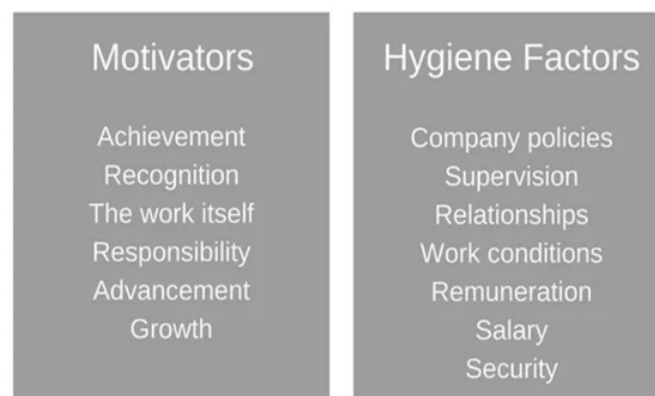 Motivators
Achievement
Recognition
The work itself
Responsibility
Advancement
Growth
Hygiene Factors
Company policies
Supervision
Relationships
Work conditions
Remuneration
Salary
Security